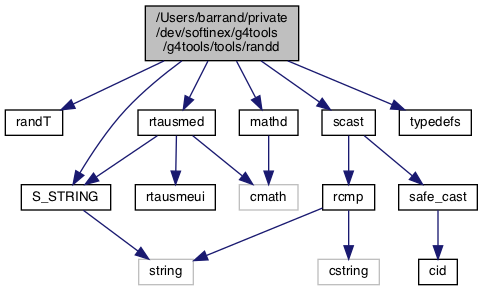 /Users/barrand/private
/dev/softinex/g4tools
/g4tools/tools/randd
randT
rtausmed
mathd
scast
typedefs
S_STRING
rtausmeui
cmath
rcmp
safe_cast
string
cstring
cid